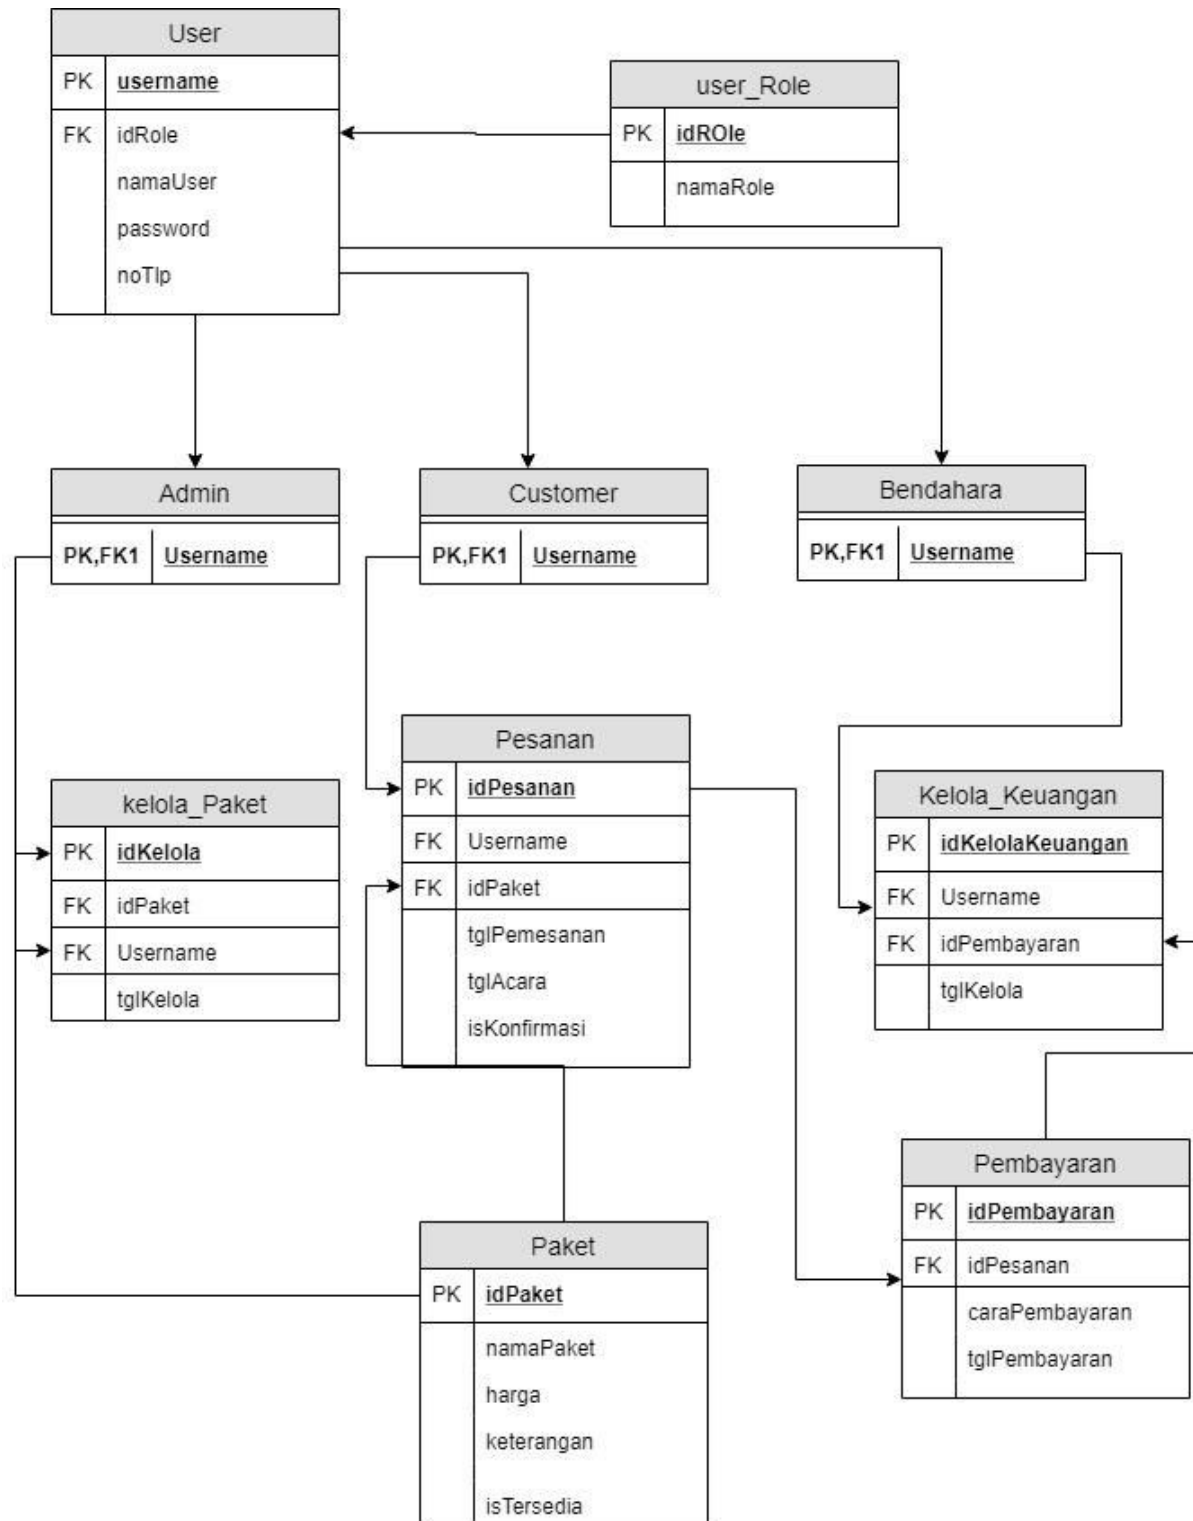 User
PK username
FK idRole
namaUser
password
noTlp
user_Role
PK idROle
namaRole
Admin
PK,FK1 Username
Customer
PK,FK1 Username
Bendahara
PK,FK1 Username
kelola_Paket
PK idKelola
FK idPaket
FK Username
tglKelola
Pesanan
PK idPesanan
FK Username
FK idPaket
tglPemesanan
tglAcara
isKonfirmasi
Kelola_Keuangan
PK idKelolaKeuangan
FK Username
FK idPembayaran
tglKelola
Paket
PK idPaket
namaPaket
harga
keterangan
isTersedia
Pembayaran
PK idPembayaran
FK idPesanan
caraPembayaran
tglPembayaran